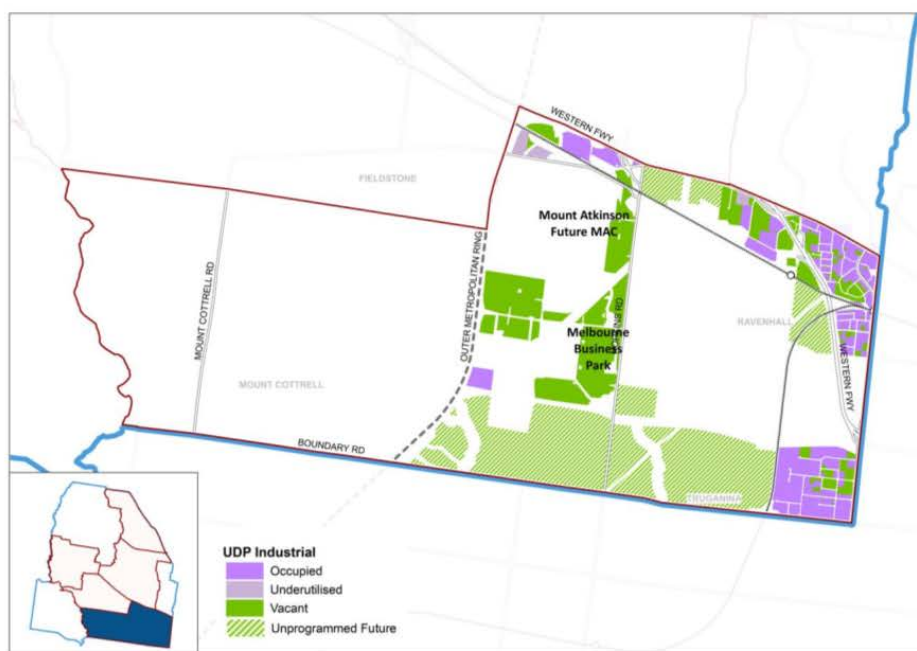 WESTERN FWY
FIELDSTONE
Mount Atkinson
Future MAC
MOUNT COTTRELL RD
OUTER METROPOLITAN RING
RAVENHALL
Melbourne
Business
Park
WESTERN FWY
MOUNT COTTRELL
BOUNDARY RD
TRUGANINA
UDP Industrial
Occupied
Underutilised
Vacant
Unprogrammed Future